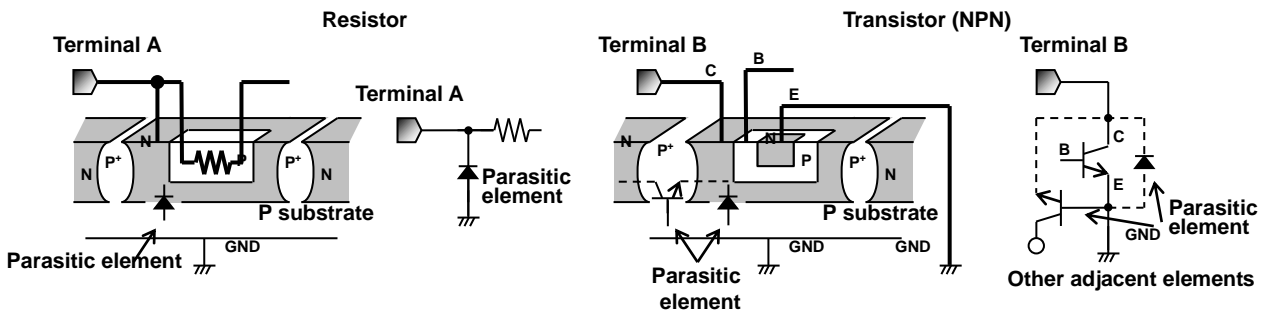 Resistor
Transistor (NPN)
Terminal A
Terminal B
Terminal B
C
B
E
Terminal A
N
P
P+
N
P+
N
Parasitic
element
P substrate
GND
Parasitic element
N
P+
N
P
P+
N
P substrate
GND
GND
Parasitic
element
C
B
E
Parasitic
element
GND
Other adjacent elements